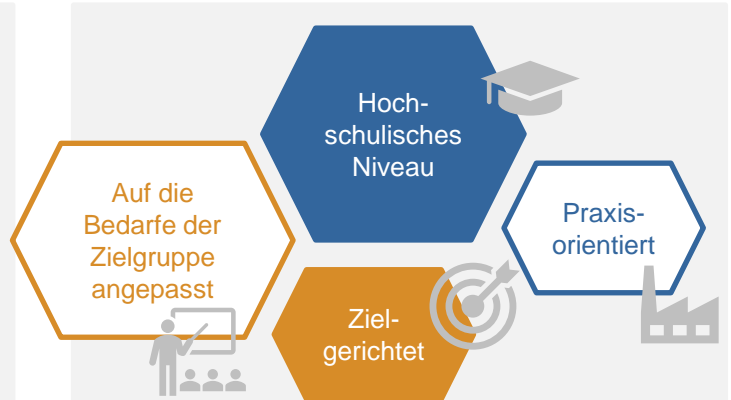 Hoch-
schulisches
Niveau
Auf die
Bedarfe der
Zielgruppe
angepasst
Praxis-
orientiert
Ziel-
gerichtet